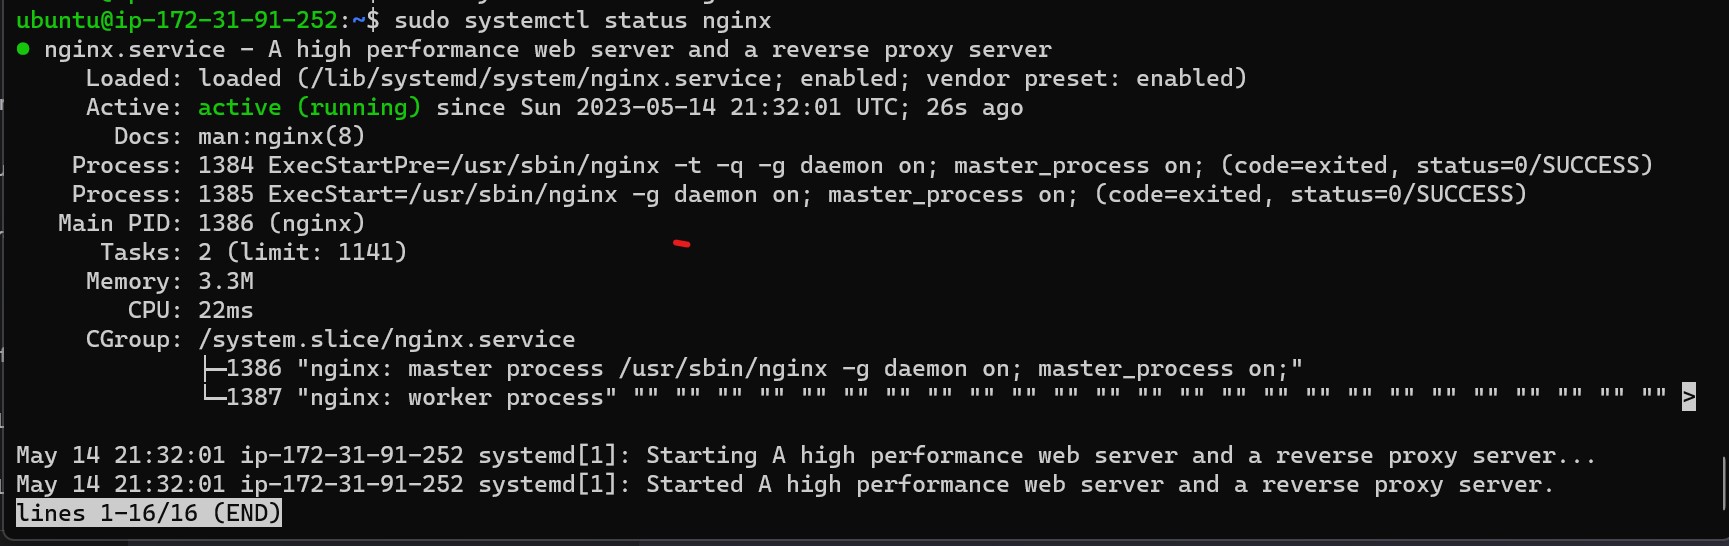 ubuntu@ip-172-31-91-252:~$ sudo systemctl status nginx
● nginx.service - A high performance web server and a reverse proxy server
     Loaded: loaded (/lib/systemd/system/nginx.service; enabled; vendor preset: enabled)
     Active: active (running) since Sun 2023-05-14 21:32:01 UTC; 26s ago
       Docs: man:nginx(8)
    Process: 1384 ExecStartPre=/usr/sbin/nginx -t -q -g daemon on; master_process on; (code=exited, status=0/SUCCESS)
    Process: 1385 ExecStart=/usr/sbin/nginx -g daemon on; master_process on; (code=exited, status=0/SUCCESS)
   Main PID: 1386 (nginx)
      Tasks: 2 (limit: 1141)
     Memory: 3.3M
        CPU: 22ms
     CGroup: /system.slice/nginx.service
             ├─1386 "nginx: master process /usr/sbin/nginx -g daemon on; master_process on;"
             └─1387 "nginx: worker process" "" "" "" "" "" "" "" "" "" "" "" "" "" "" "" "" "" "" "" "" "" "" "" "" "" >
May 14 21:32:01 ip-172-31-91-252 systemd[1]: Starting A high performance web server and a reverse proxy server...
May 14 21:32:01 ip-172-31-91-252 systemd[1]: Started A high performance web server and a reverse proxy server.
lines 1-16/16 (END)